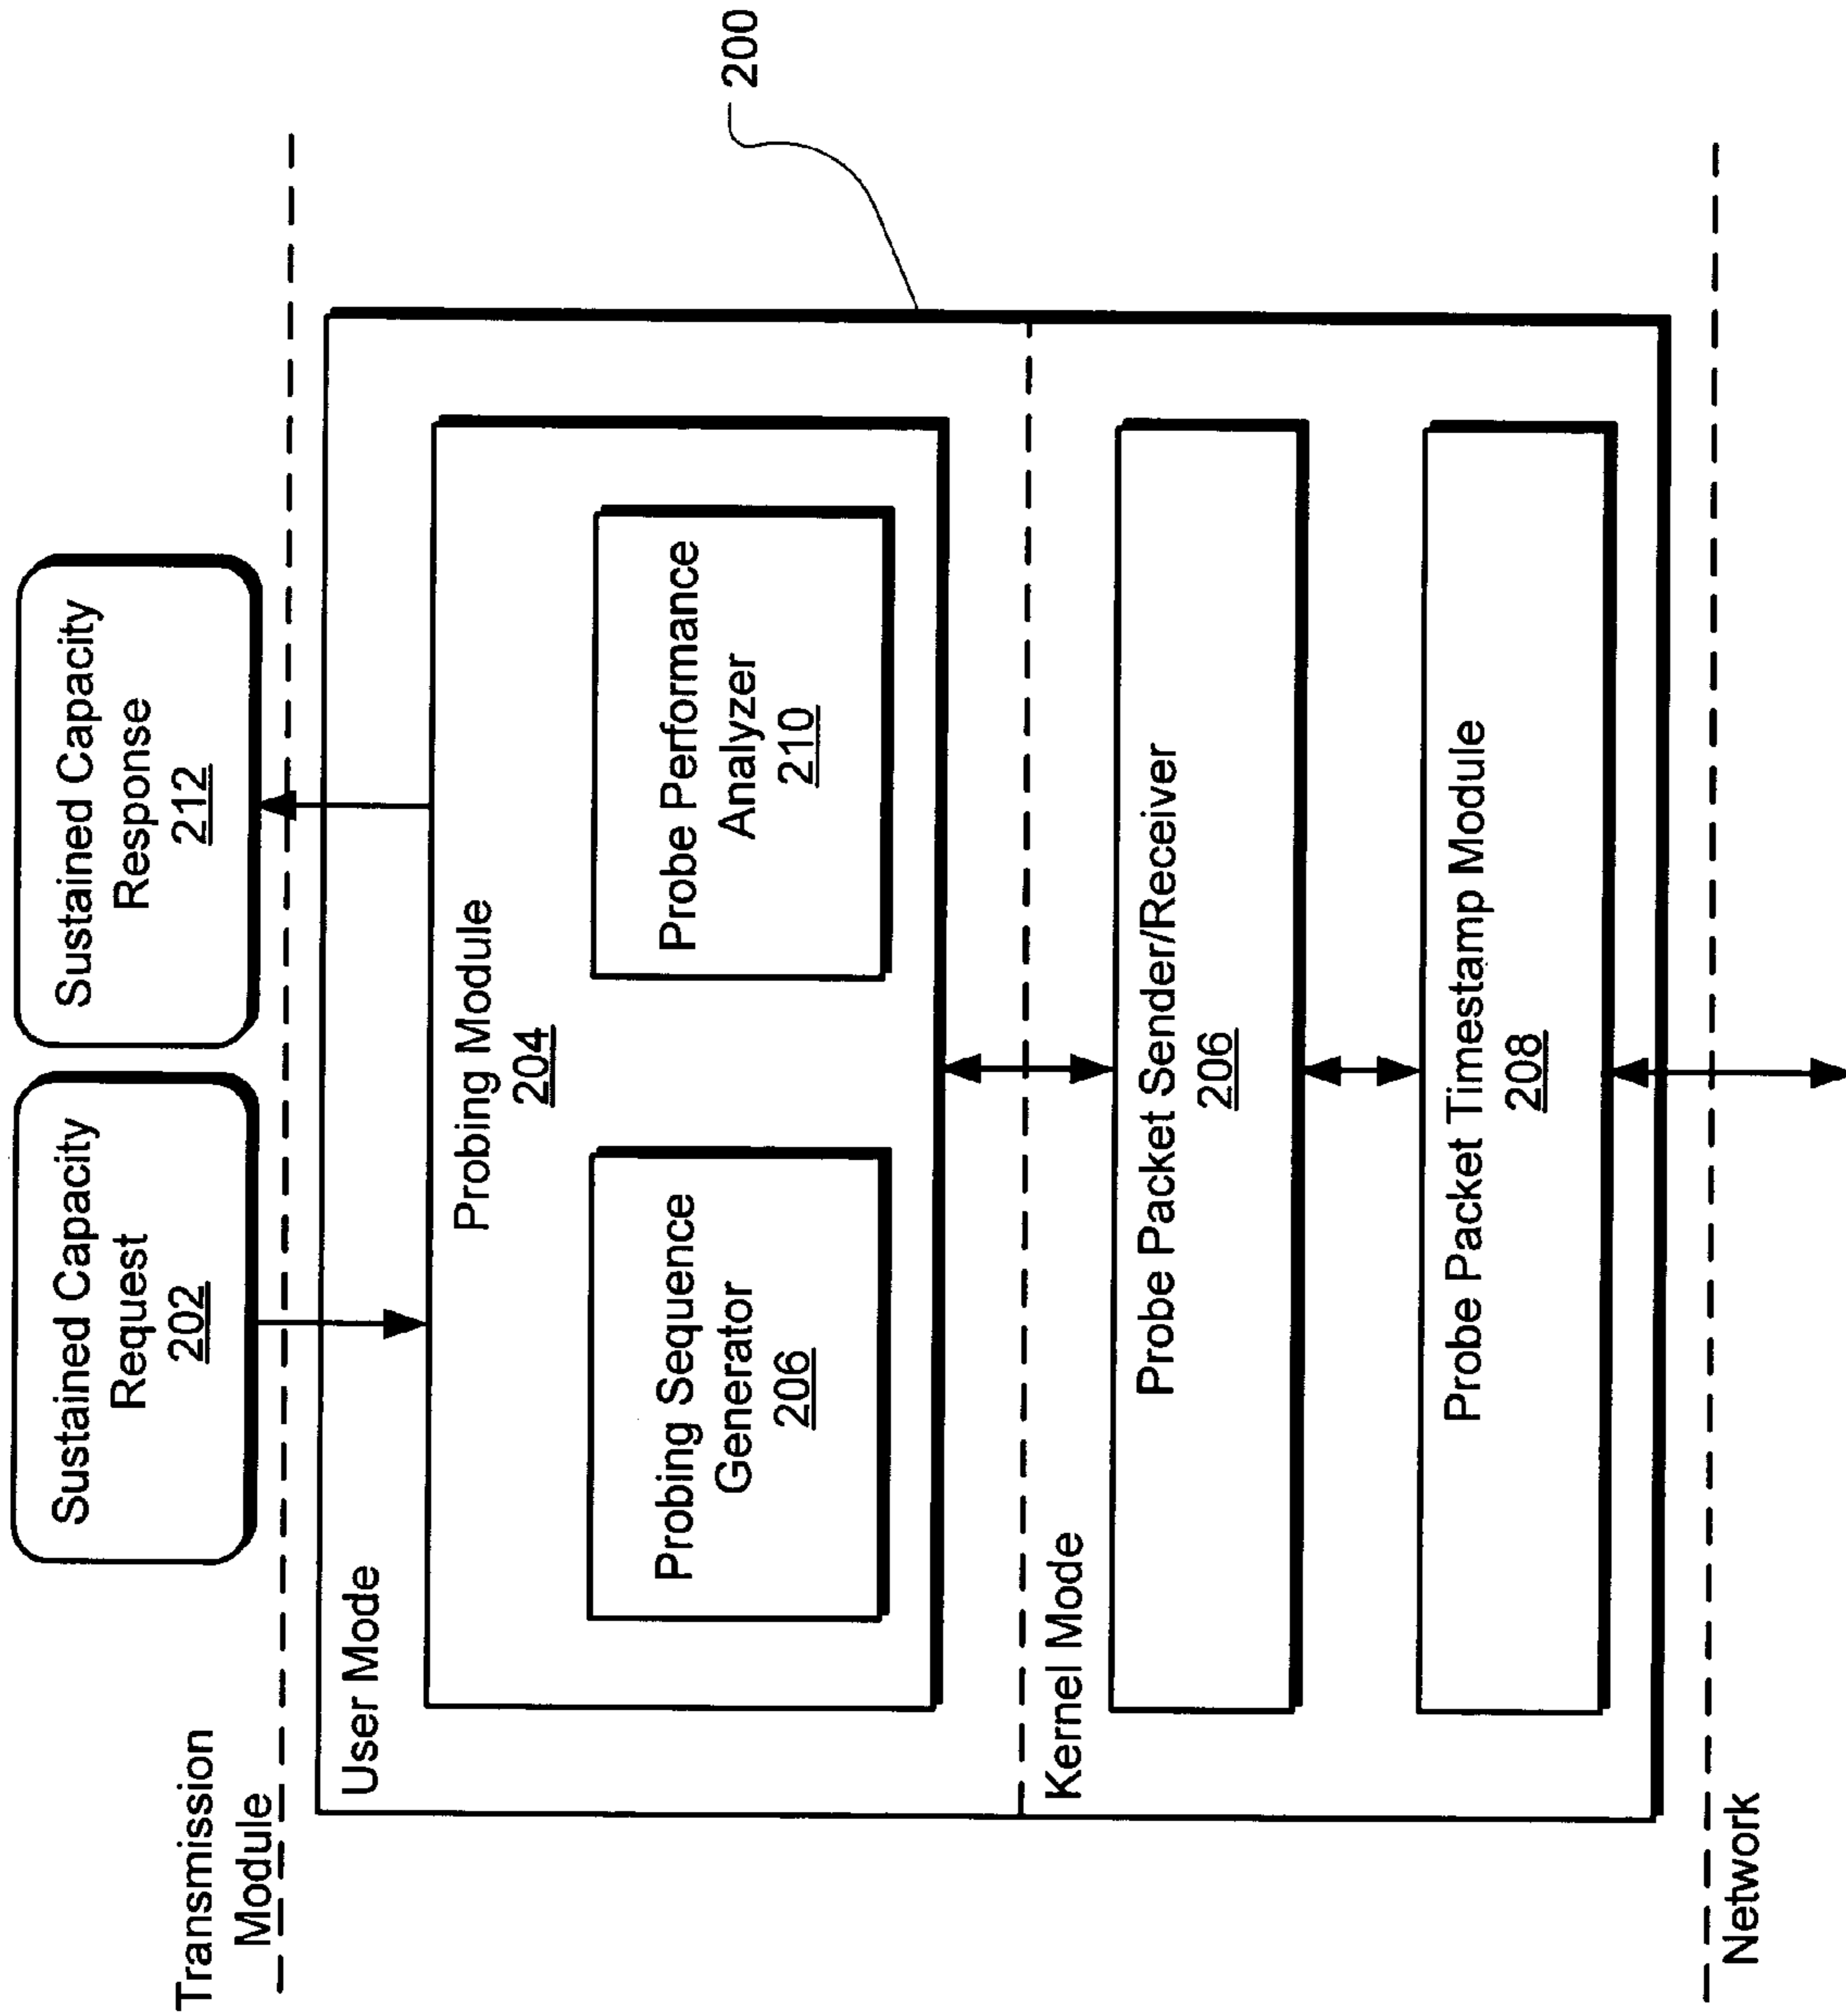 Transmission
Module
Sustained Capacity
Request
202
Sustained Capacity
Response
212
User Mode
Probing Module
204
Probing Sequence
Generator
206
Probe Performance
Analyzer
210
200
Kernel Mode
Probe Packet Sender/Receiver
206
Probe Packet Timestamp Module
208
Network